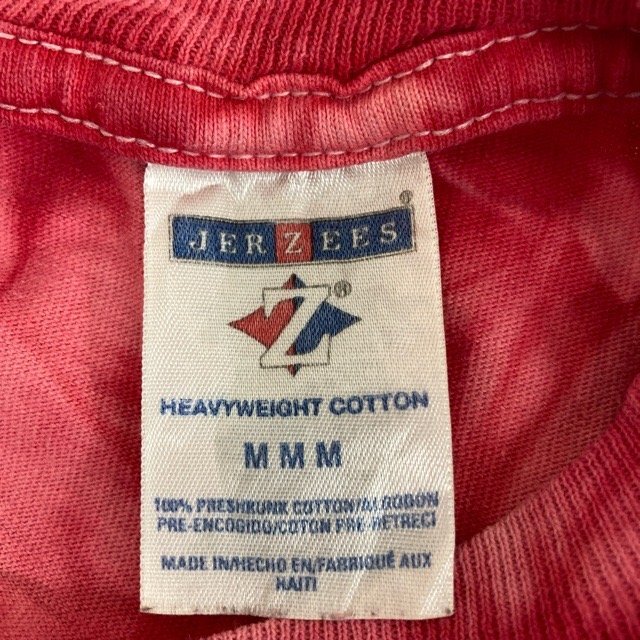 JERZEES®
Z®
HEAVYWEIGHT COTTON
M M M
100% PRESHRUNK COTTON/ALGODON
PRE-ENCOGIDO/COTON PRE-RETRECI
MADE IN/HECHO EN/FABRIQUÉ AUX
HAITI